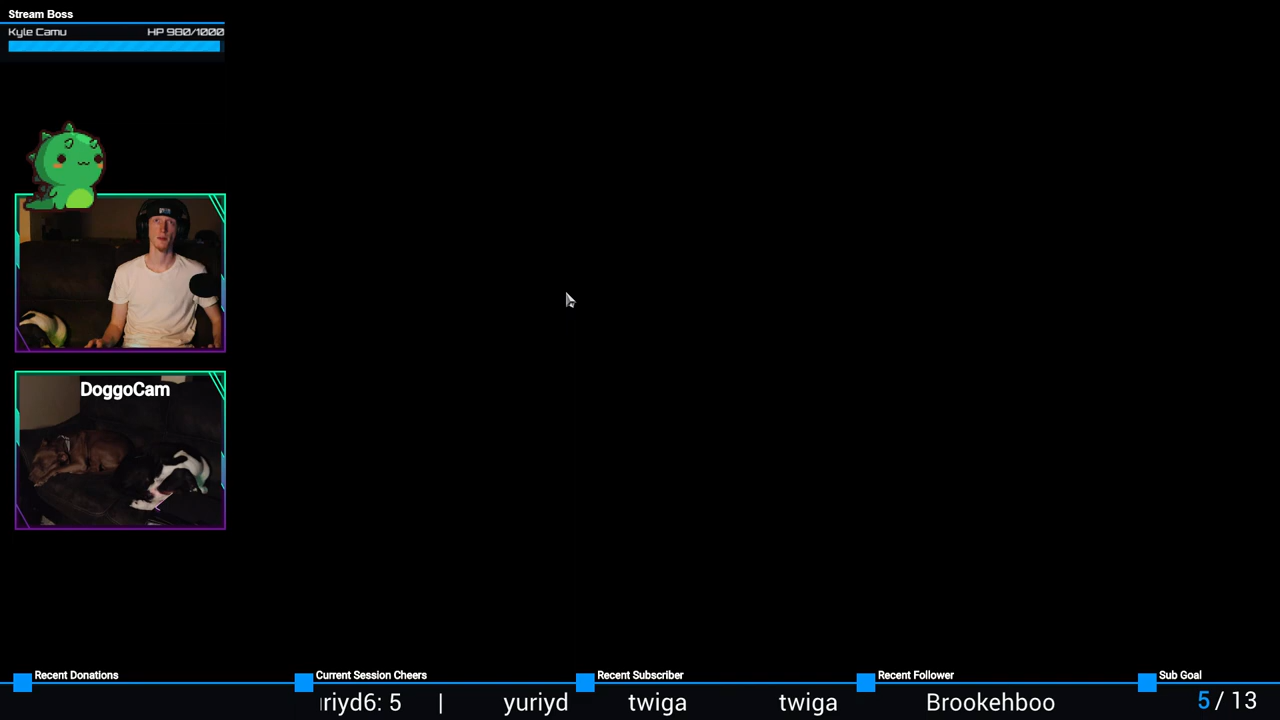 Stream Boss
Kyle Camu HP 980/1000
DoggoCam
Recent Donations
Current Session Cheers
riyd6: 5 | yuriyd
Recent Subscriber
twiga twiga
Recent Follower
Brookehboo
Sub Goal
5 / 13